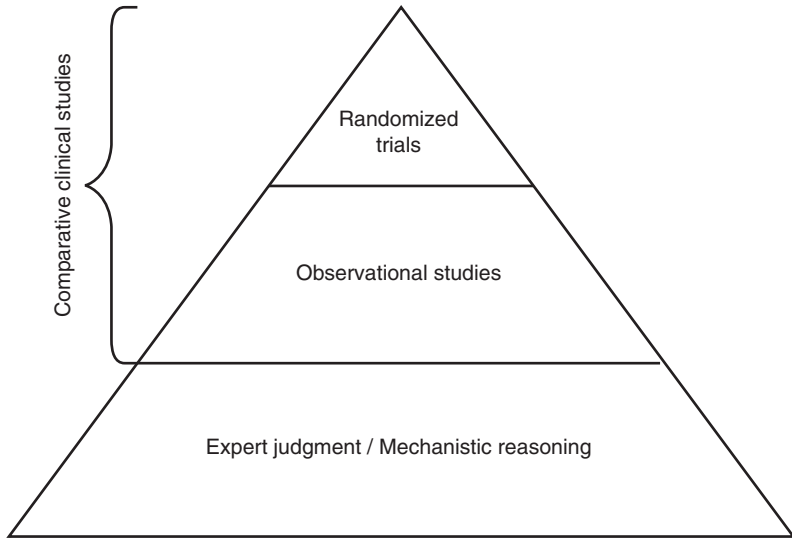 Comparative clinical studies
Randomized
trials
Observational studies
Expert judgment / Mechanistic reasoning